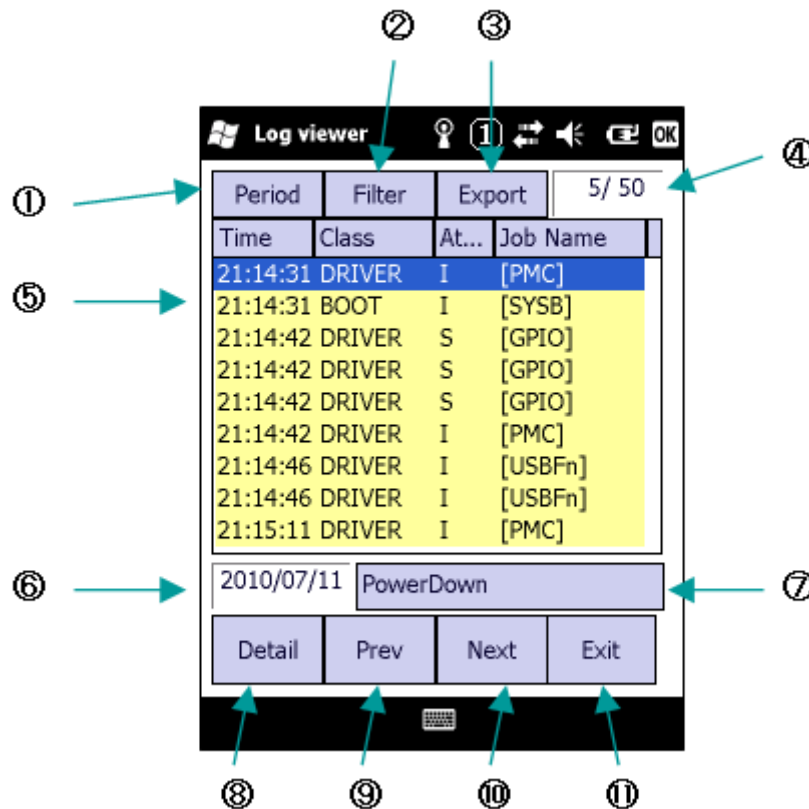 ② ③
Log viewer 1 OK
④
① Period Filter Export 5/ 50
Time Class At... Job Name
21:14:31 DRIVER I [PMC]
⑤ 21:14:31 BOOT I [SYSB]
21:14:42 DRIVER S [GPIO]
21:14:42 DRIVER S [GPIO]
21:14:42 DRIVER S [GPIO]
21:14:42 DRIVER I [PMC]
21:14:46 DRIVER I [USBFn]
21:14:46 DRIVER I [USBFn]
21:15:11 DRIVER I [PMC]
⑥ 2010/07/11 PowerDown ⑦
Detail Prev Next Exit
⑧ ⑨ ⑩ ⑪